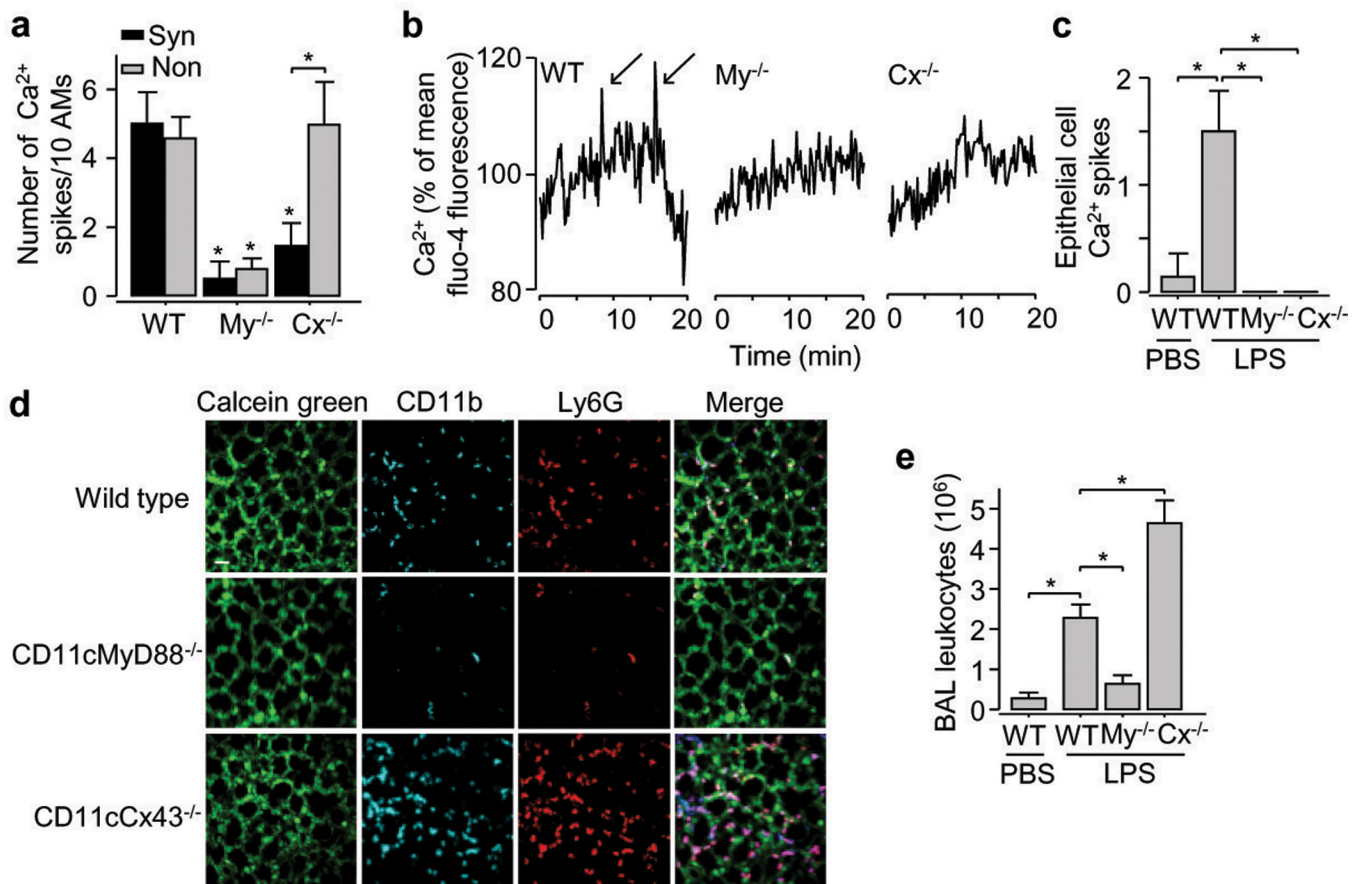 a
Syn
Non
*
Number of Ca²⁺
spikes/10 AMs
6
4
2
0
*
*
*
WT
My⁻/⁻
Cx⁻/⁻
b
Ca²⁺ (% of mean
fluo-4 fluorescence)
120
100
80
WT
My⁻/⁻
Cx⁻/⁻
0 10 20
0 10 20
0 10 20
Time (min)
c
Epithelial cell
Ca²⁺ spikes
2
1
0
*
* *
WT WT My⁻/⁻ Cx⁻/⁻
PBS LPS
d
Calcein green CD11b Ly6G Merge
Wild type
CD11cMyD88⁻/⁻
CD11cCx43⁻/⁻
e
BAL leukocytes (10⁶)
5
4
3
2
1
0
*
*
*
WT WT My⁻/⁻ Cx⁻/⁻
PBS LPS